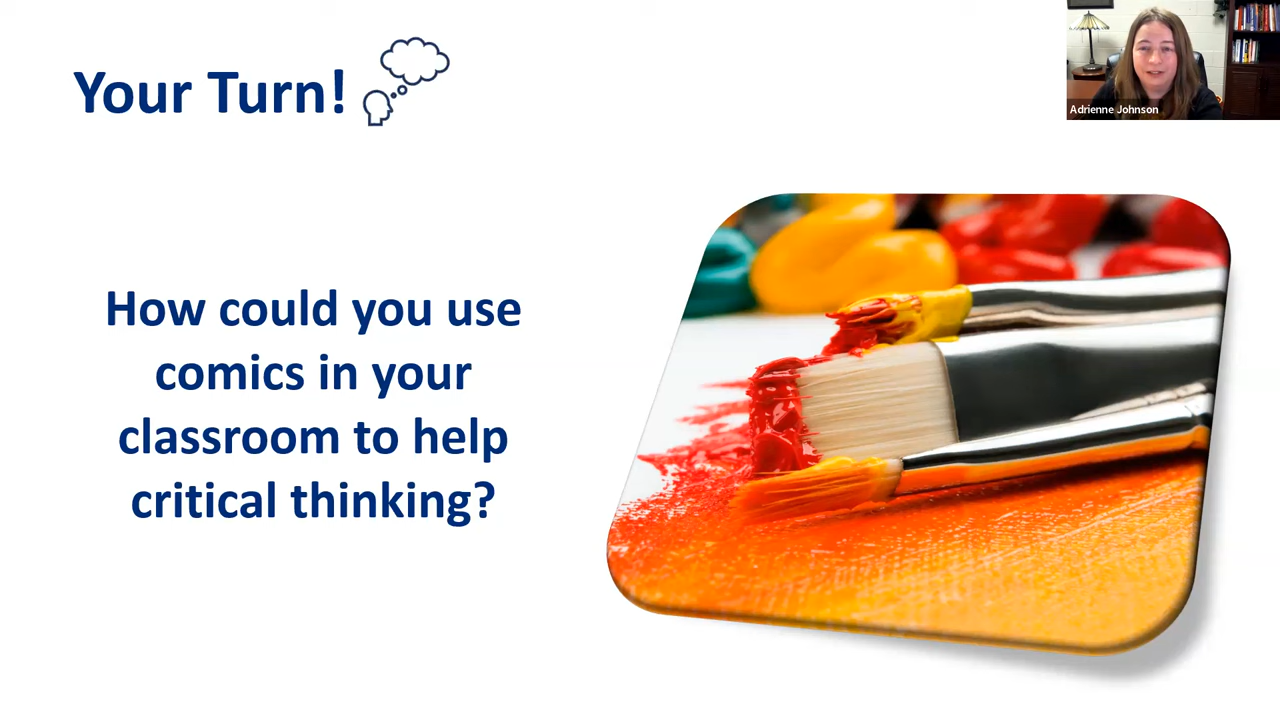 Your Turn!
Adrienne Johnson
How could you use
comics in your
classroom to help
critical thinking?